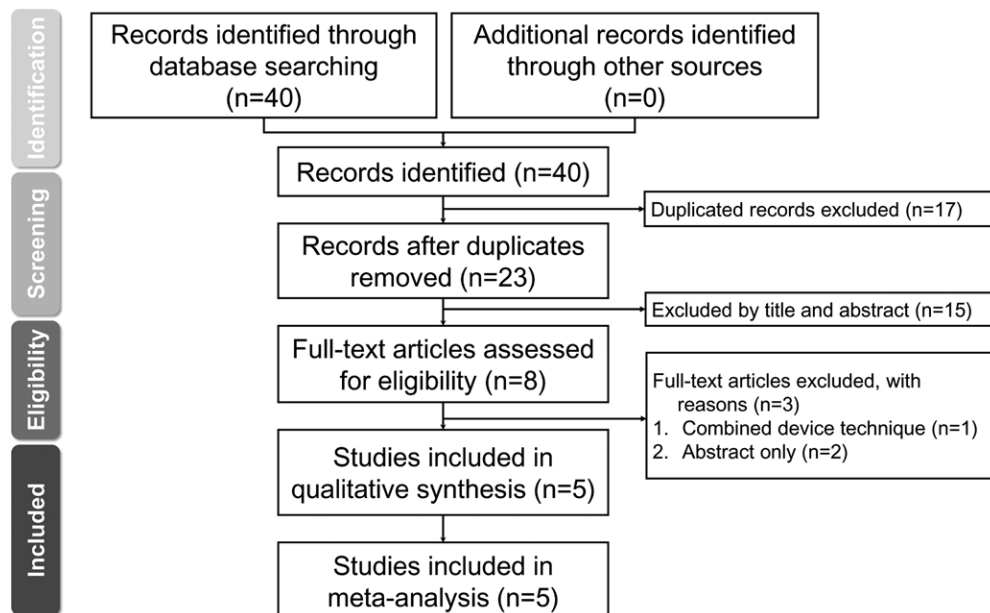 Identification
Records identified through
database searching
(n=40)
Additional records identified
through other sources
(n=0)
Records identified (n=40)
Screening
Duplicated records excluded (n=17)
Records after duplicates
removed (n=23)
Excluded by title and abstract (n=15)
Eligibility
Full-text articles assessed
for eligibility (n=8)
Full-text articles excluded, with
reasons (n=3)
1. Combined device technique (n=1)
2. Abstract only (n=2)
Included
Studies included in
qualitative synthesis (n=5)
Studies included in
meta-analysis (n=5)